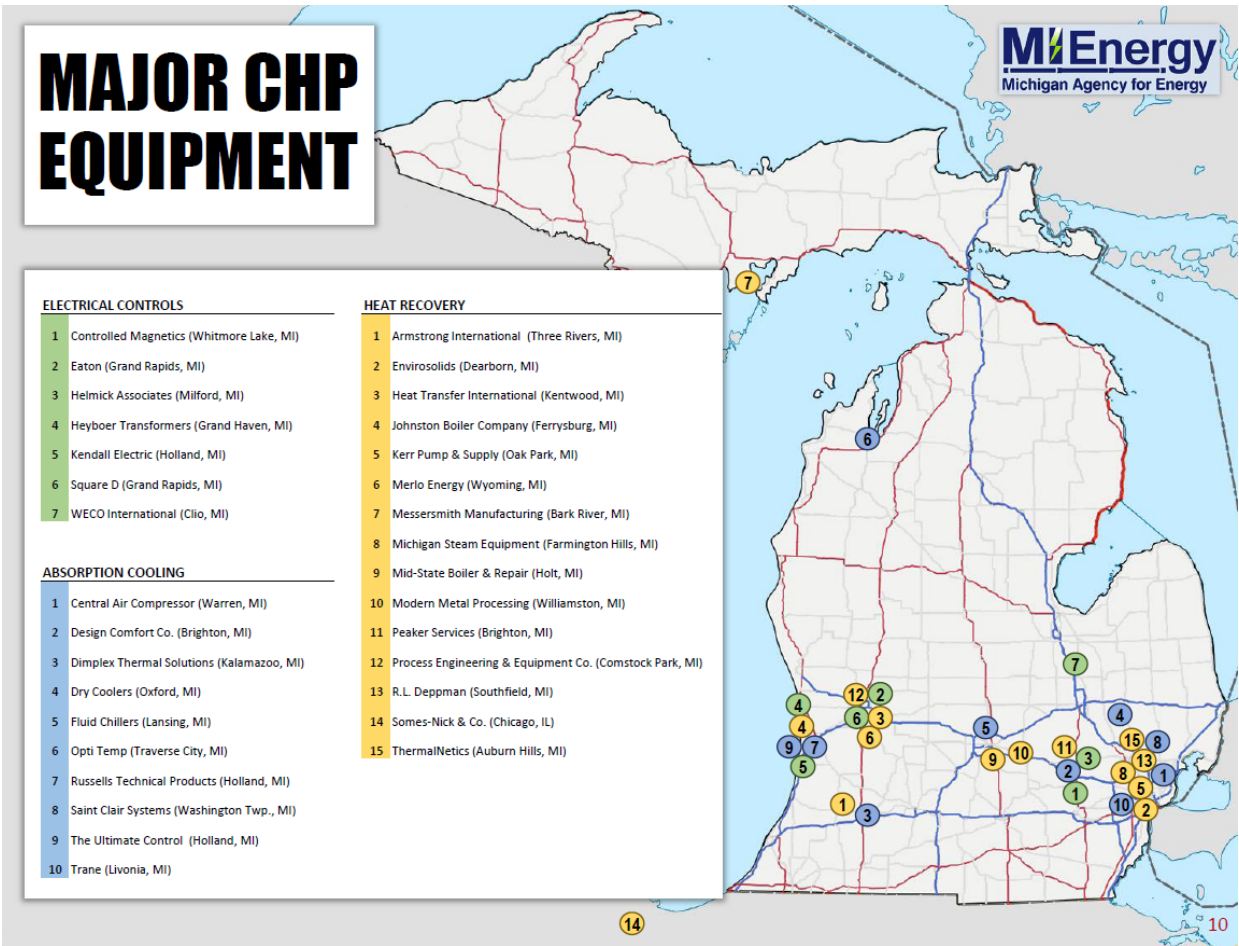 MAJOR CHP
EQUIPMENT
MI Energy
Michigan Agency for Energy
ELECTRICAL CONTROLS
1 Controlled Magnetics (Whitmore Lake, MI)
2 Eaton (Grand Rapids, MI)
3 Helmick Associates (Milford, MI)
4 Heyboer Transformers (Grand Haven, MI)
5 Kendall Electric (Holland, MI)
6 Square D (Grand Rapids, MI)
7 WECO International (Clio, MI)
ABSORPTION COOLING
1 Central Air Compressor (Warren, MI)
2 Design Comfort Co. (Brighton, MI)
3 Dimplex Thermal Solutions (Kalamazoo, MI)
4 Dry Coolers (Oxford, MI)
5 Fluid Chillers (Lansing, MI)
6 Opti Temp (Traverse City, MI)
7 Russells Technical Products (Holland, MI)
8 Saint Clair Systems (Washington Twp., MI)
9 The Ultimate Control (Holland, MI)
10 Trane (Livonia, MI)
HEAT RECOVERY
1 Armstrong International (Three Rivers, MI)
2 Envirosolids (Dearborn, MI)
3 Heat Transfer International (Kentwood, MI)
4 Johnston Boiler Company (Ferrysburg, MI)
5 Kerr Pump & Supply (Oak Park, MI)
6 Merlo Energy (Wyoming, MI)
7 Messersmith Manufacturing (Bark River, MI)
8 Michigan Steam Equipment (Farmington Hills, MI)
9 Mid-State Boiler & Repair (Holt, MI)
10 Modern Metal Processing (Williamston, MI)
11 Peaker Services (Brighton, MI)
12 Process Engineering & Equipment Co. (Comstock Park, MI)
13 R.L. Deppman (Southfield, MI)
14 Somes-Nick & Co. (Chicago, IL)
15 ThermalNetics (Auburn Hills, MI)
7
6
7
12 2
4
6 3
4
6
9 7
5
5
9 10
4
15 8
11 3
13
2
8 1
5
1
10 2
1
3
14
10